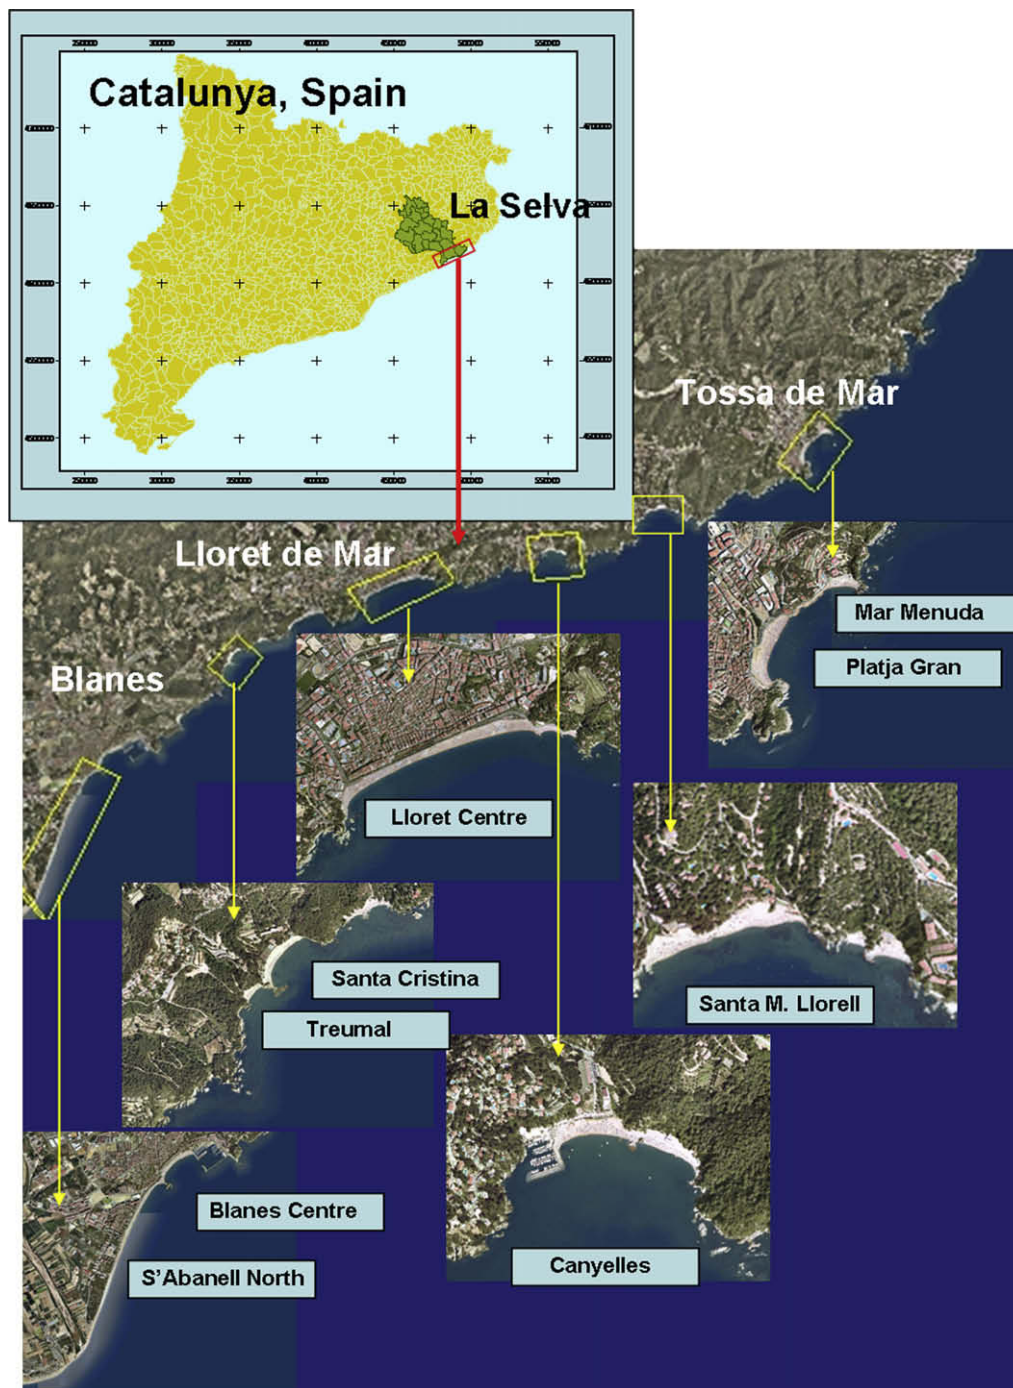 Catalunya, Spain
La Selva
Tossa de Mar
Lloret de Mar
Blanes
Mar Menuda
Platja Gran
Lloret Centre
Santa M. Llorell
Santa Cristina
Treumal
Canyelles
Blanes Centre
S'Abanell North